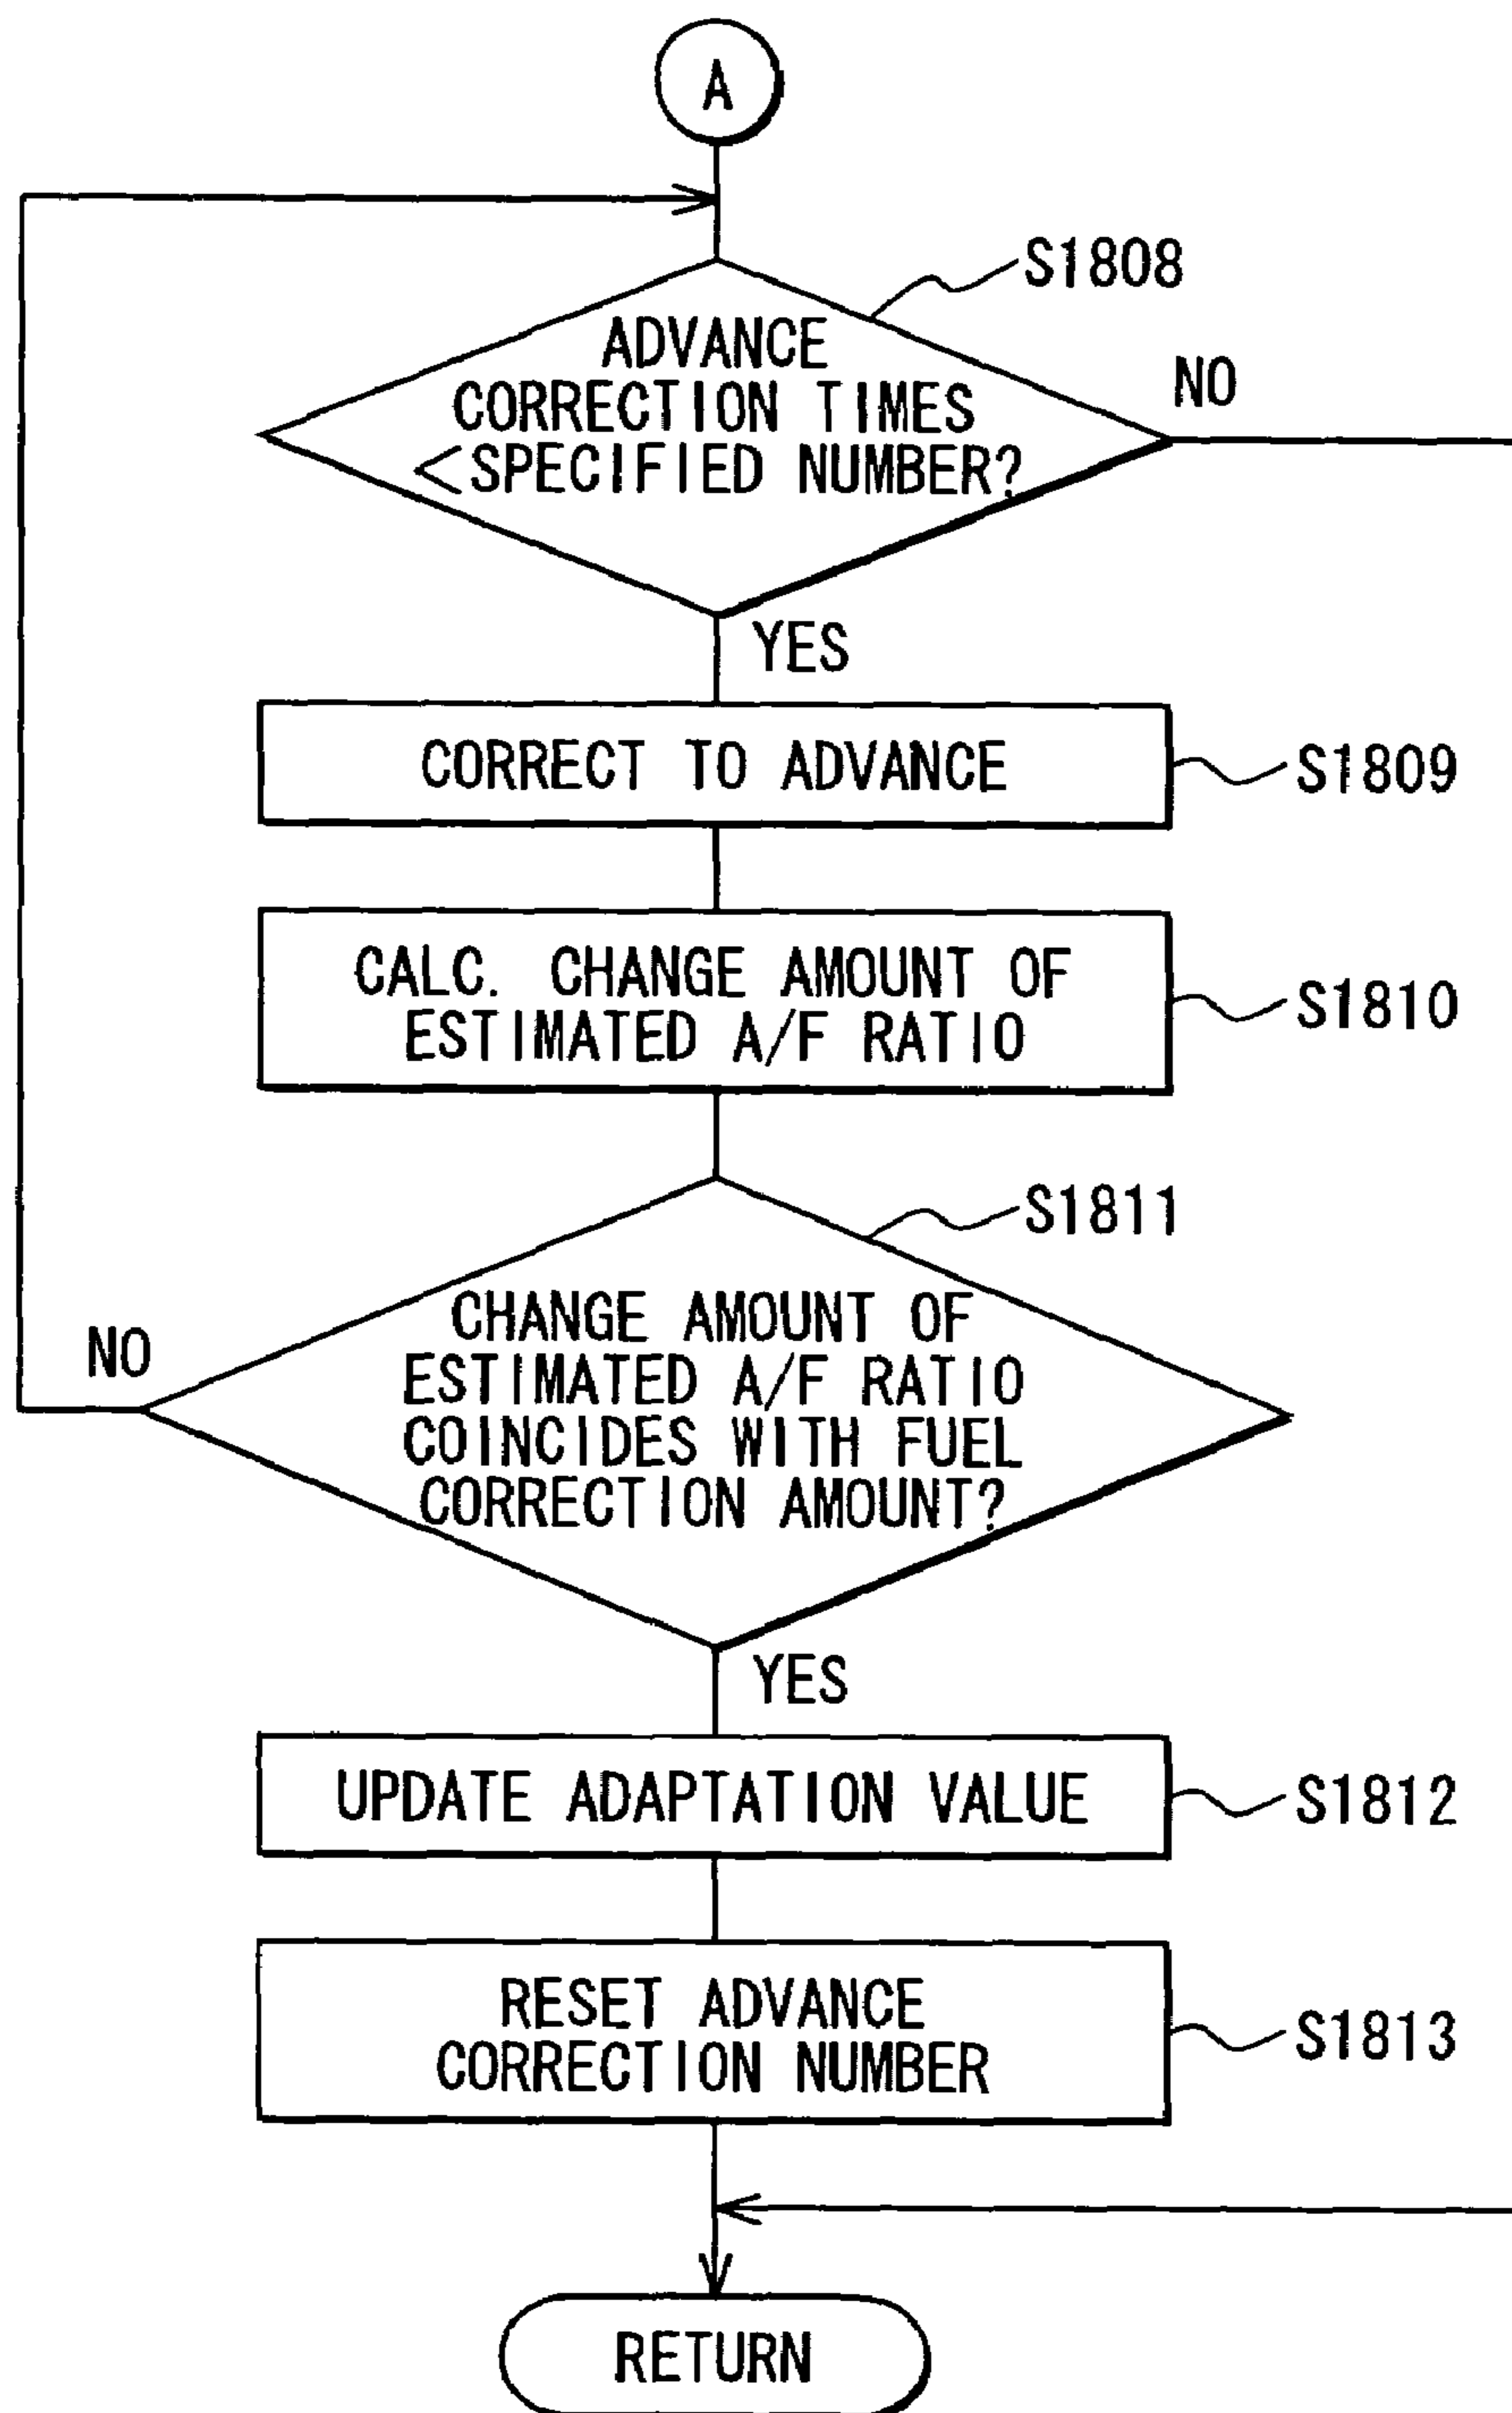 A
S1808
ADVANCE
CORRECTION TIMES
<SPECIFIED NUMBER?
NO
YES
CORRECT TO ADVANCE
S1809
CALC. CHANGE AMOUNT OF
ESTIMATED A/F RATIO
S1810
S1811
CHANGE AMOUNT OF
ESTIMATED A/F RATIO
COINCIDES WITH FUEL
CORRECTION AMOUNT?
NO
YES
UPDATE ADAPTATION VALUE
S1812
RESET ADVANCE
CORRECTION NUMBER
S1813
RETURN